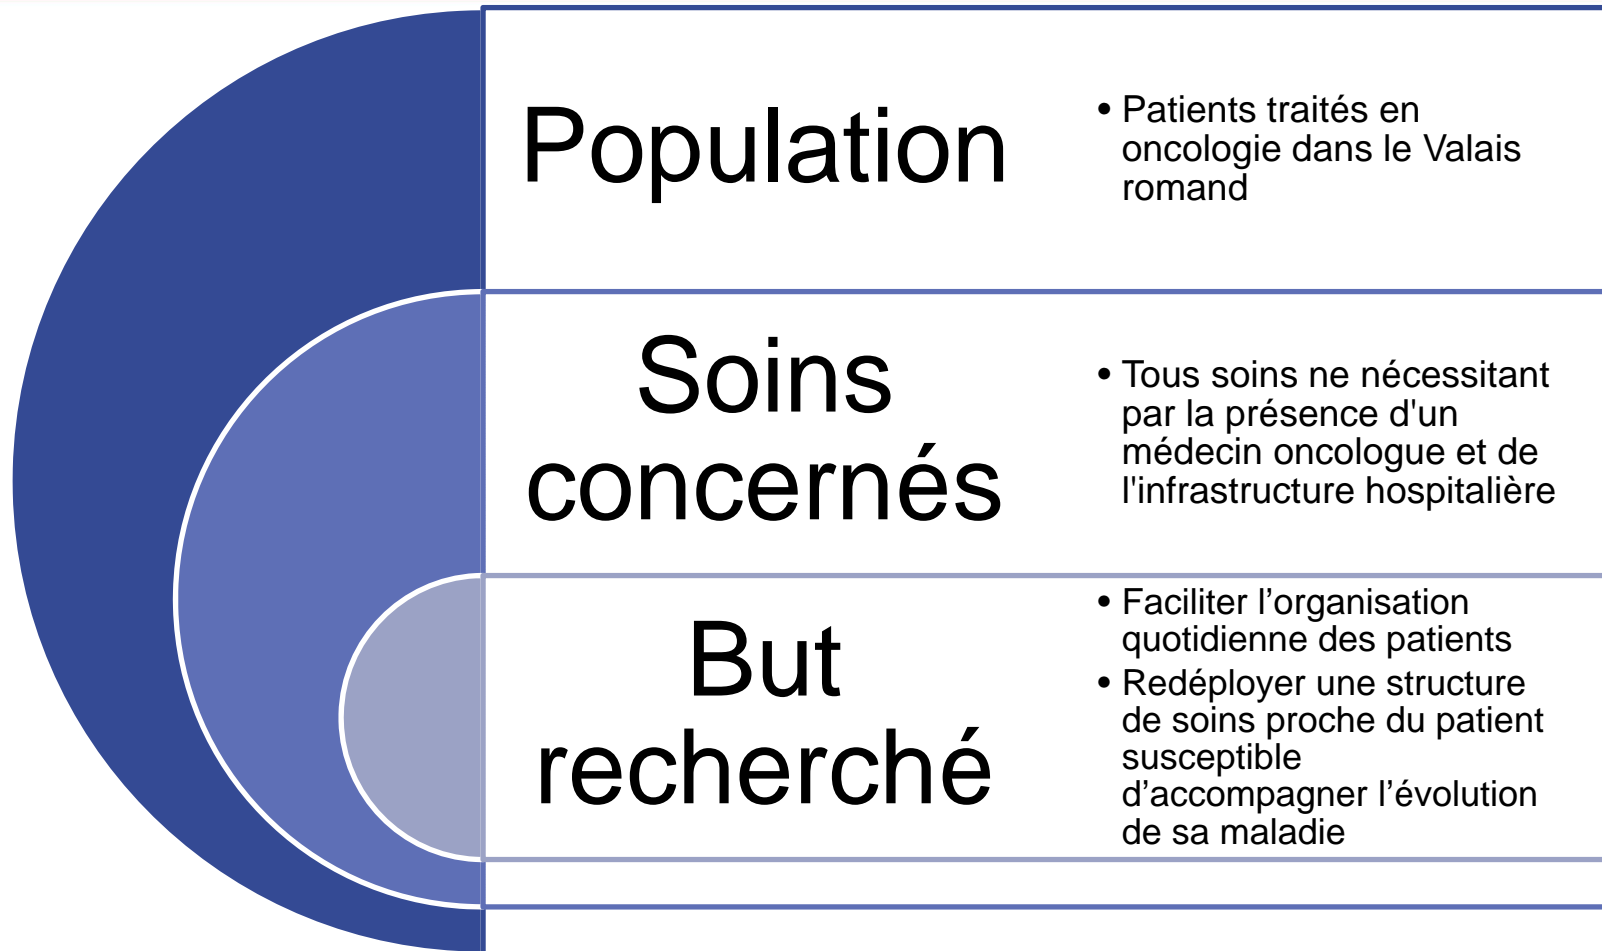 Population
• Patients traités en
oncologie dans le Valais
romand
Soins
concernés
• Tous soins ne nécessitant
par la présence d'un
médecin oncologue et de
l'infrastructure hospitalière
But
recherché
• Faciliter l’organisation
quotidienne des patients
• Redéployer une structure
de soins proche du patient
susceptible
d’accompagner l’évolution
de sa maladie